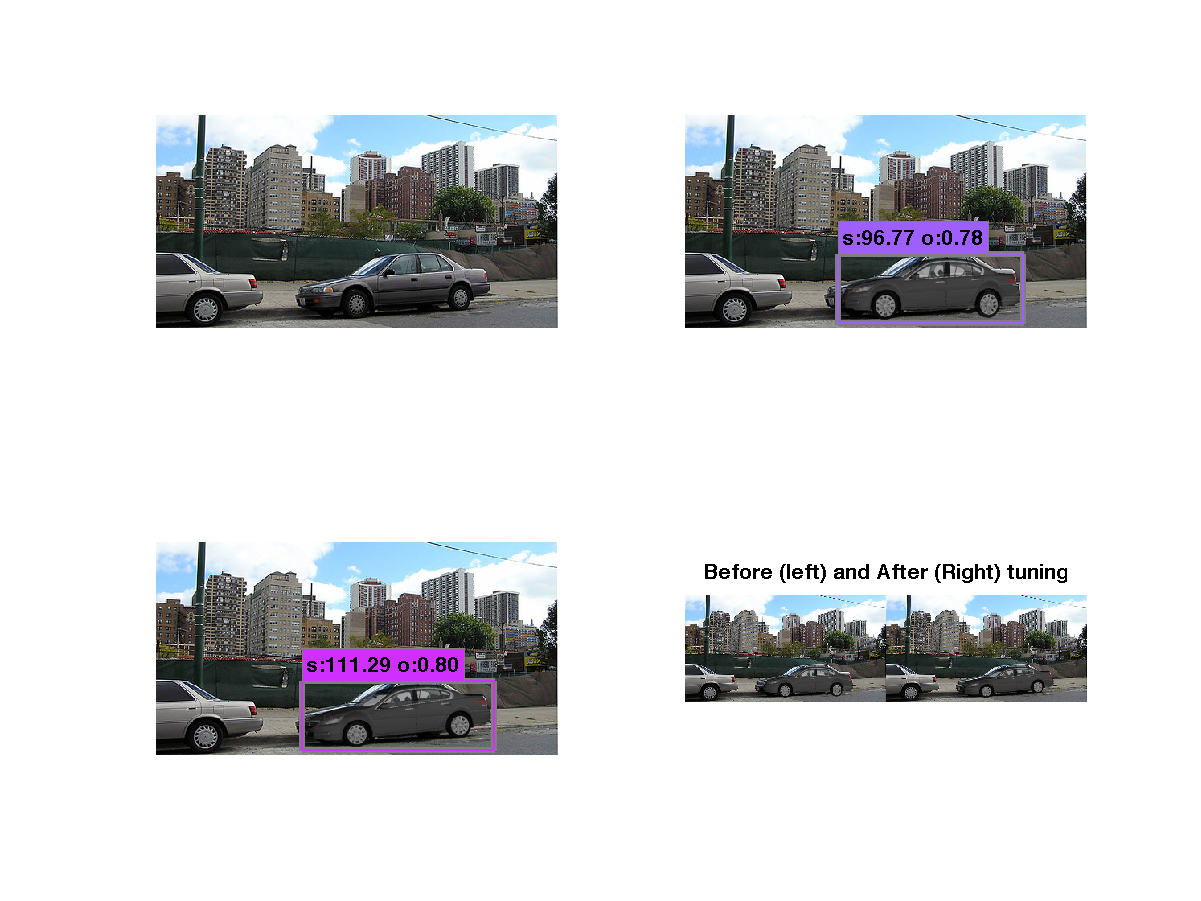 s:96.77 o:0.78
s:111.29 o:0.80
Before (left) and After (Right) tuning